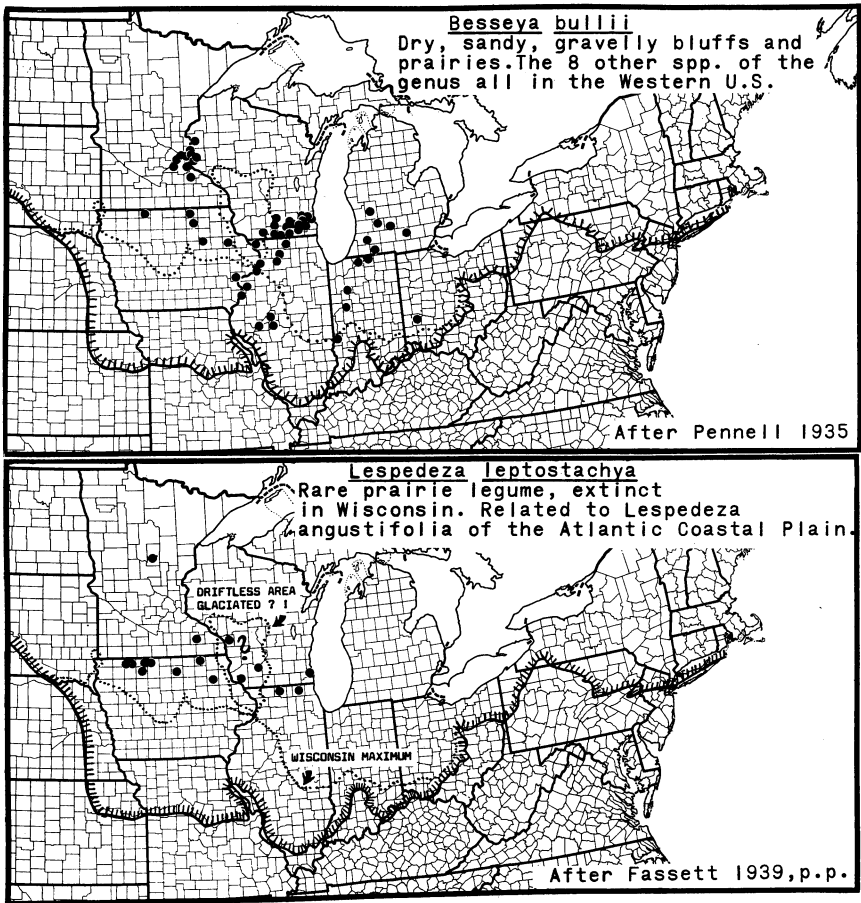 Besseya bullii
Dry, sandy, gravelly bluffs and
prairies.The 8 other spp. of the
genus all in the Western U.S.
After Pennell 1935
Lespedeza leptostachya
Rare prairie legume, extinct
in Wisconsin. Related to Lespedeza
angustifolia of the Atlantic Coastal Plain.
DRIFTLESS AREA
GLACIATED ? !
?
WISCONSIN MAXIMUM
After Fassett 1939,p.p.